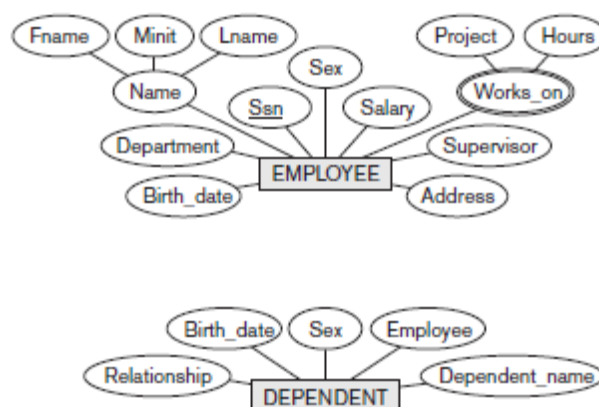 Fname Minit Lname Project Hours
Sex
Name Ssn Salary Works_on
Department Supervisor
EMPLOYEE
Birth_date Address
Birth_date Sex Employee
Relationship Dependent_name
DEPENDENT